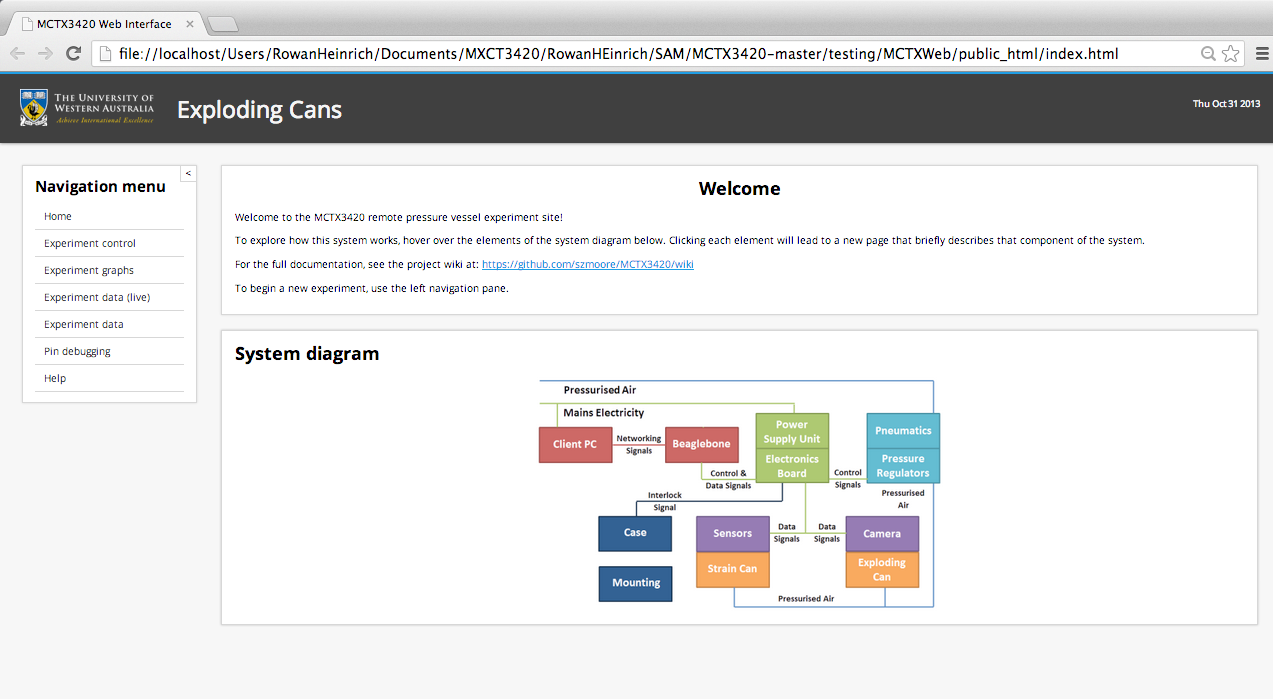 MCTX3420 Web Interface
file://localhost/Users/RowanHeinrich/Documents/MXCT3420/RowanHEinrich/SAM/MCTX3420-master/testing/MCTXWeb/public_html/index.html
THE UNIVERSITY OF
WESTERN AUSTRALIA
Achieve International Excellence
Exploding Cans
Thu Oct 31 2013
<
Navigation menu
Home
Experiment control
Experiment graphs
Experiment data (live)
Experiment data
Pin debugging
Help
Welcome
Welcome to the MCTX3420 remote pressure vessel experiment site!
To explore how this system works, hover over the elements of the system diagram below. Clicking each element will lead to a new page that briefly describes that component of the system.
For the full documentation, see the project wiki at: https://github.com/szmoore/MCTX3420/wiki
To begin a new experiment, use the left navigation pane.
System diagram
Pressurised Air
Mains Electricity
Client PC
Networking
Signals
Beaglebone
Power
Supply Unit
Electronics
Board
Pneumatics
Pressure
Regulators
Control &
Data Signals
Control
Signals
Pressurised
Air
Interlock
Signal
Case
Sensors
Data
Signals
Data
Signals
Camera
Strain Can
Exploding
Can
Mounting
Pressurised Air